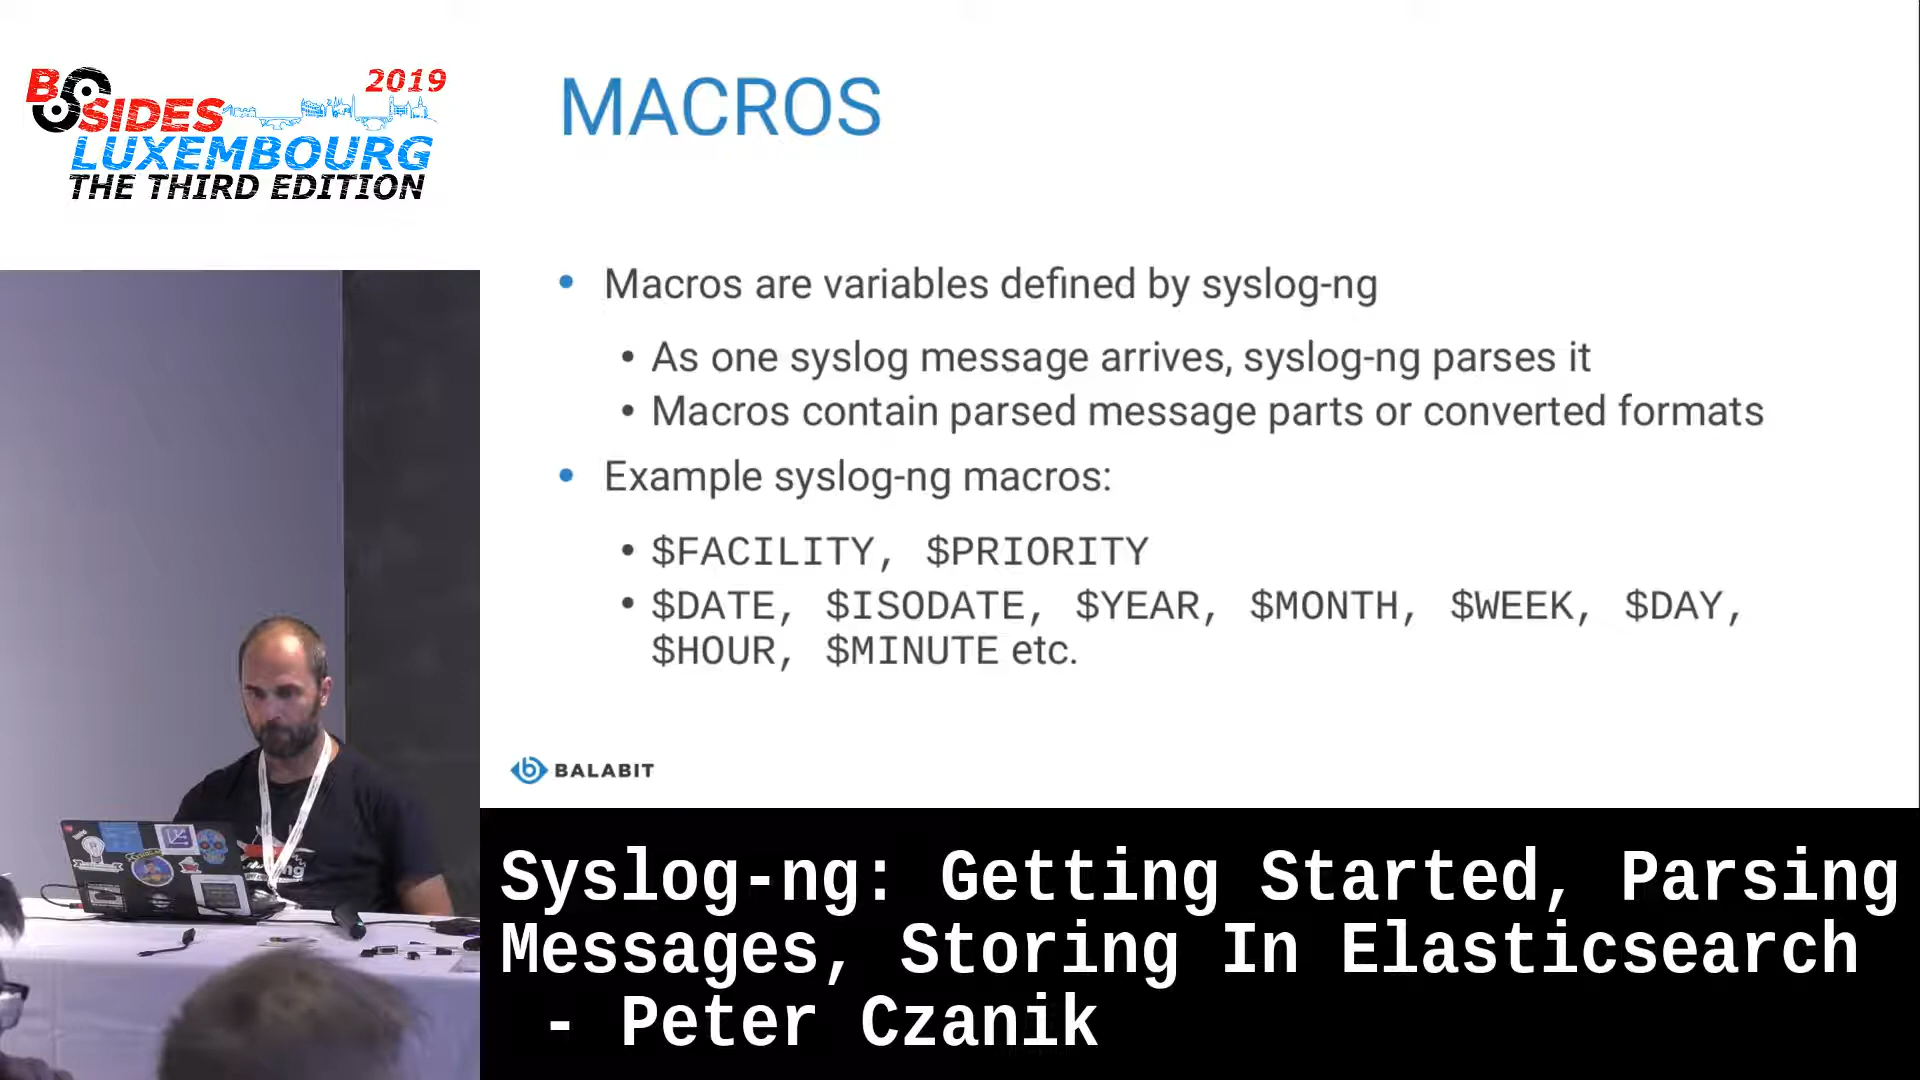 BSIDES 2019
LUXEMBOURG
THE THIRD EDITION
MACROS
• Macros are variables defined by syslog-ng
• As one syslog message arrives, syslog-ng parses it
• Macros contain parsed message parts or converted formats
• Example syslog-ng macros:
• $FACILITY, $PRIORITY
• $DATE, $ISODATE, $YEAR, $MONTH, $WEEK, $DAY,
$HOUR, $MINUTE etc.
BALABIT
Syslog-ng: Getting Started, Parsing
Messages, Storing In Elasticsearch
- Peter Czanik